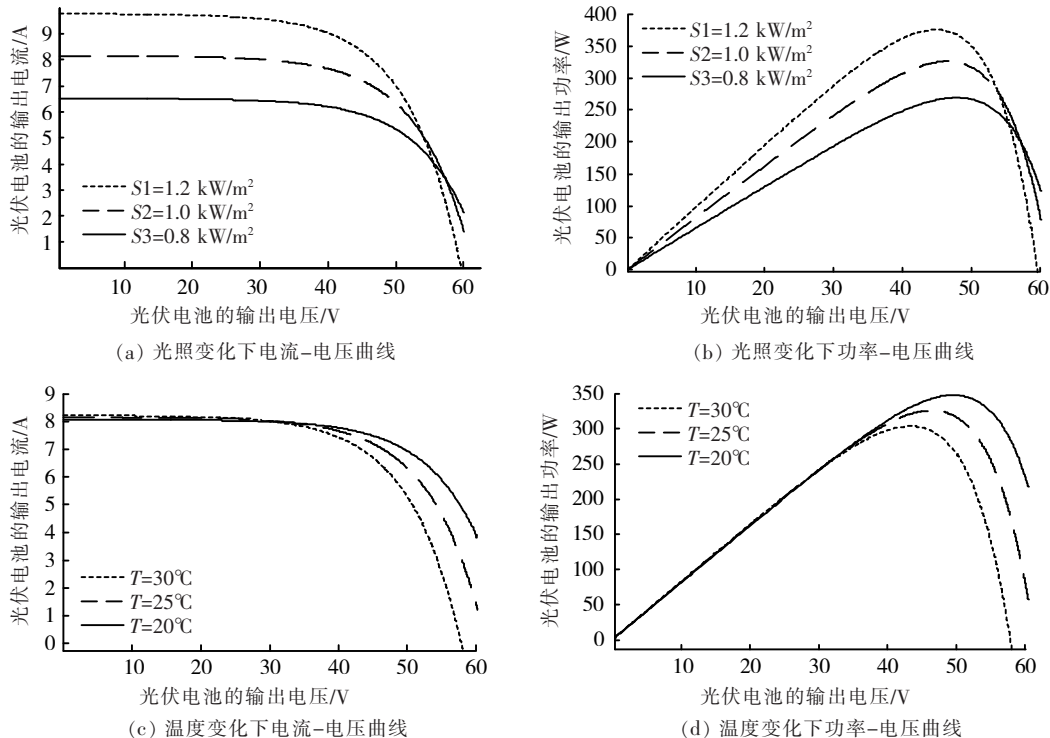 光伏电池的输出电流/A
9
8
7
6
5
4
3
2
1
S1=1.2 kW/m²
S2=1.0 kW/m²
S3=0.8 kW/m²
10 20 30 40 50 60
光伏电池的输出电压/V
(a) 光照变化下电流-电压曲线
光伏电池的输出功率/W
400
350
300
250
200
150
100
50
0
S1=1.2 kW/m²
S2=1.0 kW/m²
S3=0.8 kW/m²
10 20 30 40 50 60
光伏电池的输出电压/V
(b) 光照变化下功率-电压曲线
光伏电池的输出电流/A
9
8
7
6
5
4
3
2
1
0
T=30℃
T=25℃
T=20℃
10 20 30 40 50 60
光伏电池的输出电压/V
(c) 温度变化下电流-电压曲线
光伏电池的输出功率/W
350
300
250
200
150
100
50
0
T=30℃
T=25℃
T=20℃
10 20 30 40 50 60
光伏电池的输出电压/V
(d) 温度变化下功率-电压曲线